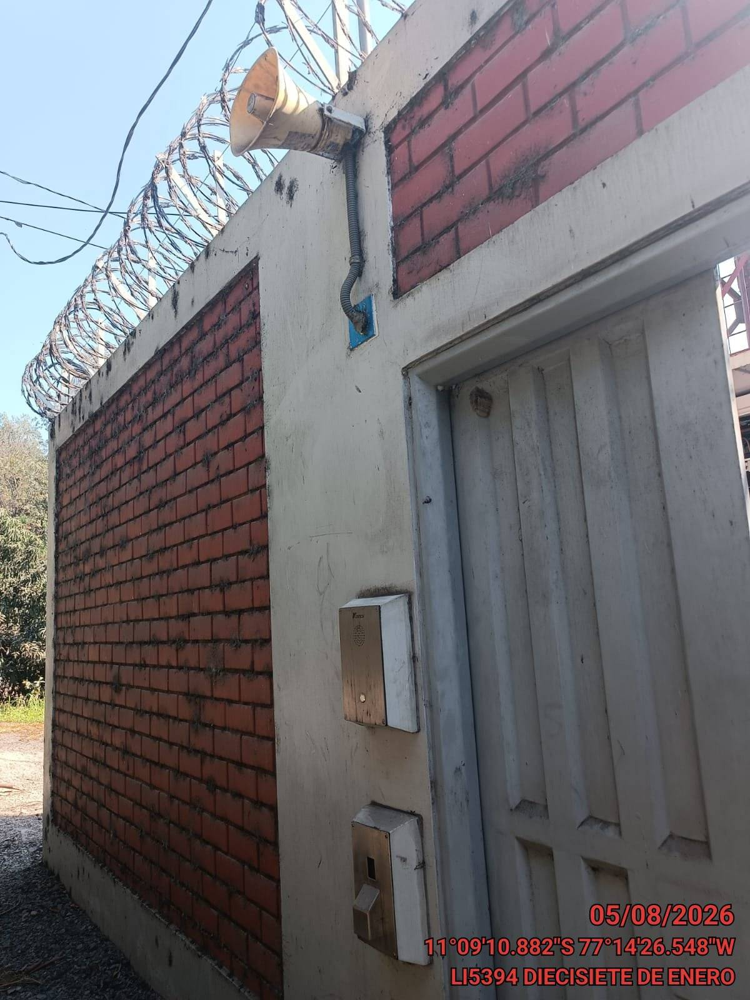 05/08/2026
11°09'10.882"S 77°14'26.548"W
LI5394 DIECISIETE DE ENERO